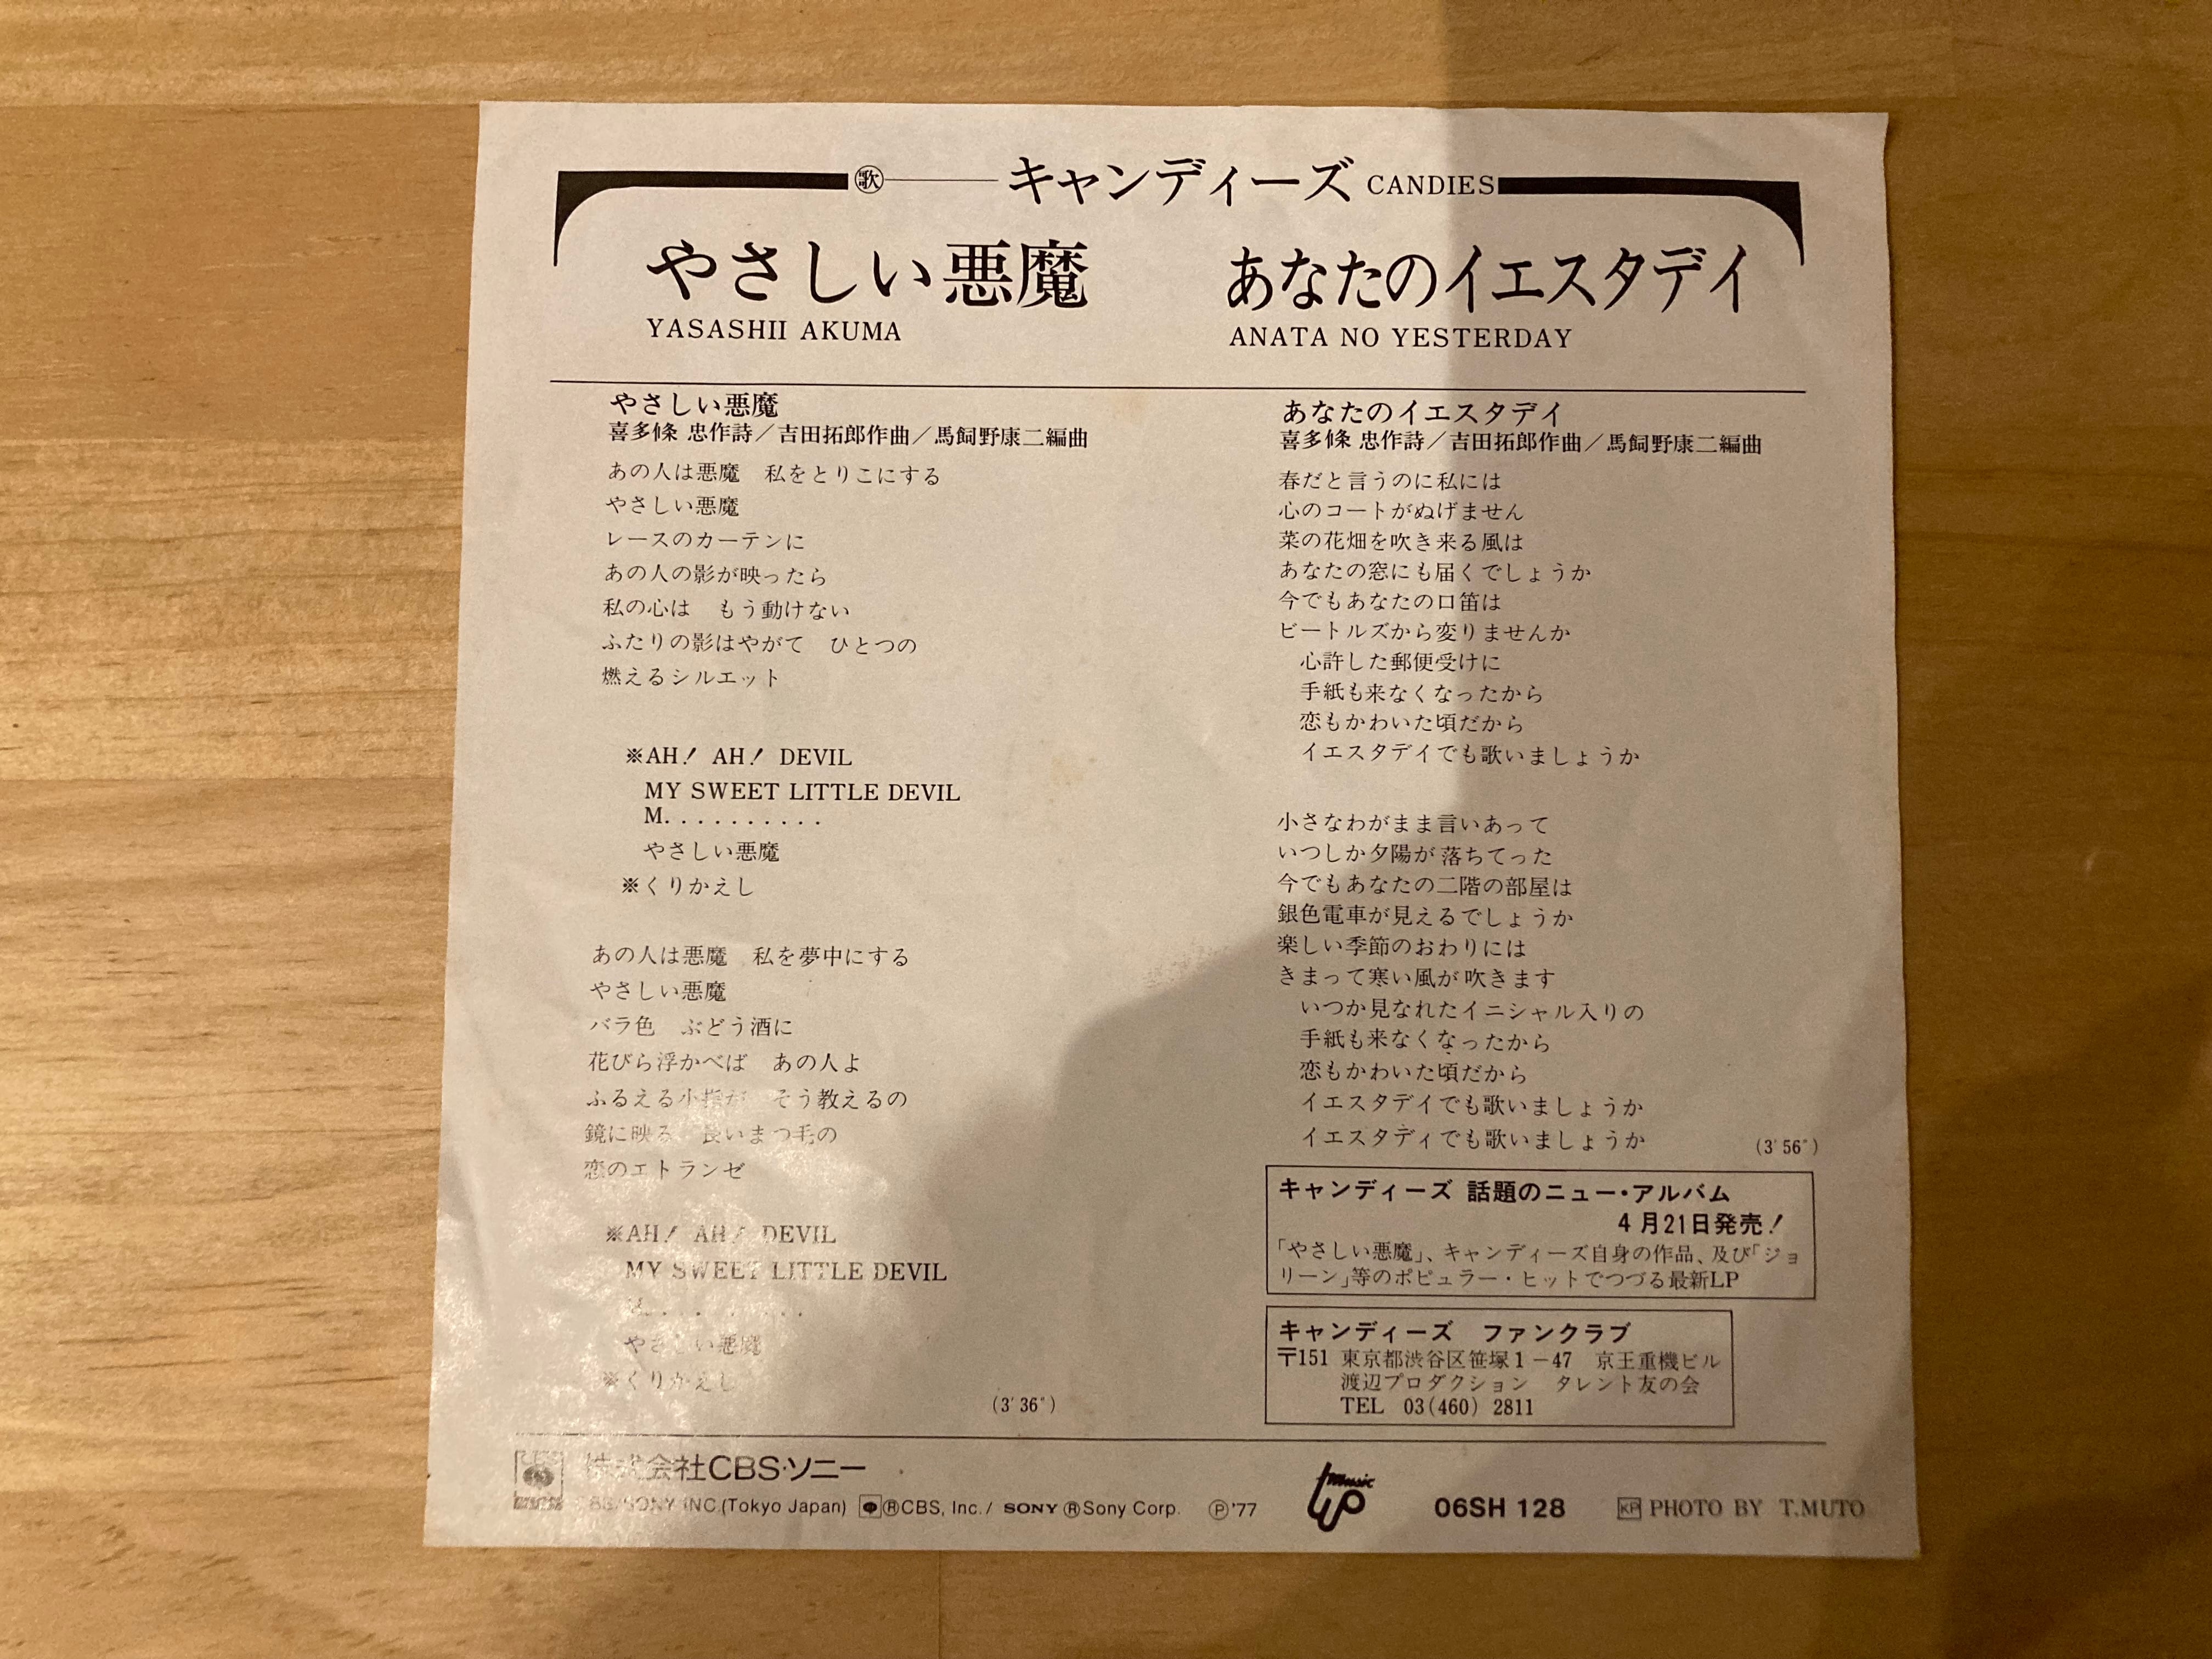 歌 キャンディーズ CANDIES
やさしい悪魔
YASASHII AKUMA
あなたのイエスタデイ
ANATA NO YESTERDAY
やさしい悪魔
喜多條 忠作詩／吉田拓郎作曲／馬飼野康二編曲
あの人は悪魔　私をとりこにする
やさしい悪魔
レースのカーテンに
あの人の影が映ったら
私の心は　もう動けない
ふたりの影はやがて　ひとつの
燃えるシルエット
※AH！ AH！ DEVIL
MY SWEET LITTLE DEVIL
M. . . . . . . . . .
やさしい悪魔
※くりかえし
あの人は悪魔　私を夢中にする
やさしい悪魔
バラ色　ぶどう酒に
花びら浮かべば　あの人よ
ふるえる小指が　そう教えるの
鏡に映る　長いまつ毛の
恋のエトランゼ
※AH！ AH！ DEVIL
MY SWEET LITTLE DEVIL
M. . . . . . . . . .
やさしい悪魔
※くりかえし
(3′36″)
あなたのイエスタデイ
喜多條 忠作詩／吉田拓郎作曲／馬飼野康二編曲
春だと言うのに私には
心のコートがぬげません
菜の花畑を吹き来る風は
あなたの窓にも届くでしょうか
今でもあなたの口笛は
ビートルズから変りませんか
心許した郵便受けに
手紙も来なくなったから
恋もかわいた頃だから
イエスタデイでも歌いましょうか
小さなわがまま言いあって
いつしか夕陽が落ちてった
今でもあなたの二階の部屋は
銀色電車が見えるでしょうか
楽しい季節のおわりには
きまって寒い風が吹きます
いつか見なれたイニシャル入りの
手紙も来なくなったから
恋もかわいた頃だから
イエスタデイでも歌いましょうか
イエスタディでも歌いましょうか
(3′56″)
キャンディーズ 話題のニュー・アルバム
4月21日発売！
「やさしい悪魔」、キャンディーズ自身の作品、及び「ジョ
リーン」等のポピュラー・ヒットでつづる最新LP
キャンディーズ　ファンクラブ
〒151 東京都渋谷区笹塚1－47　京王重機ビル
渡辺プロダクション　タレント友の会
TEL 03(460) 2811
株式会社CBS・ソニー
CBS/SONY INC.(Tokyo Japan) ®CBS, Inc./ SONY ®Sony Corp. ℗'77
Music Up
06SH 128
KP PHOTO BY T.MUTO